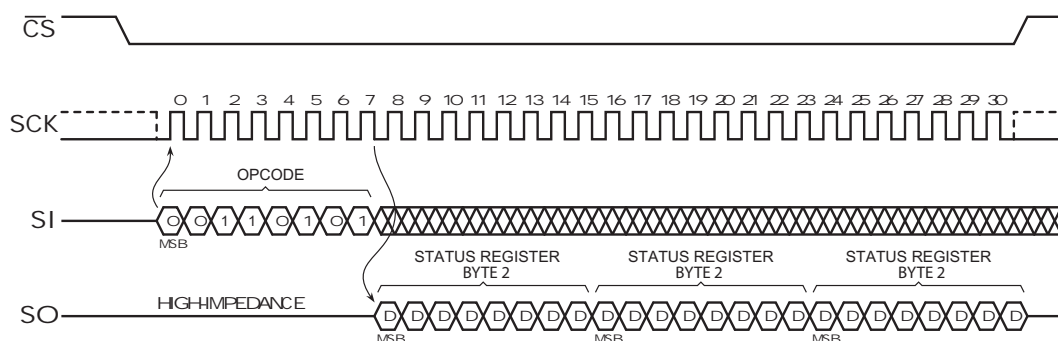 CS
0 1 2 3 4 5 6 7 8 9 10 11 12 13 14 15 16 17 18 19 20 21 22 23 24 25 26 27 28 29 30
SCK
OPCODE
SI
0 0 1 1 0 1 0 1
MSB
STATUS REGISTER
BYTE 2
STATUS REGISTER
BYTE 2
STATUS REGISTER
BYTE 2
HIGH-IMPEDANCE
SO
D D D D D D D D D D D D D D D D D D D D D D D D
MSB
MSB
MSB